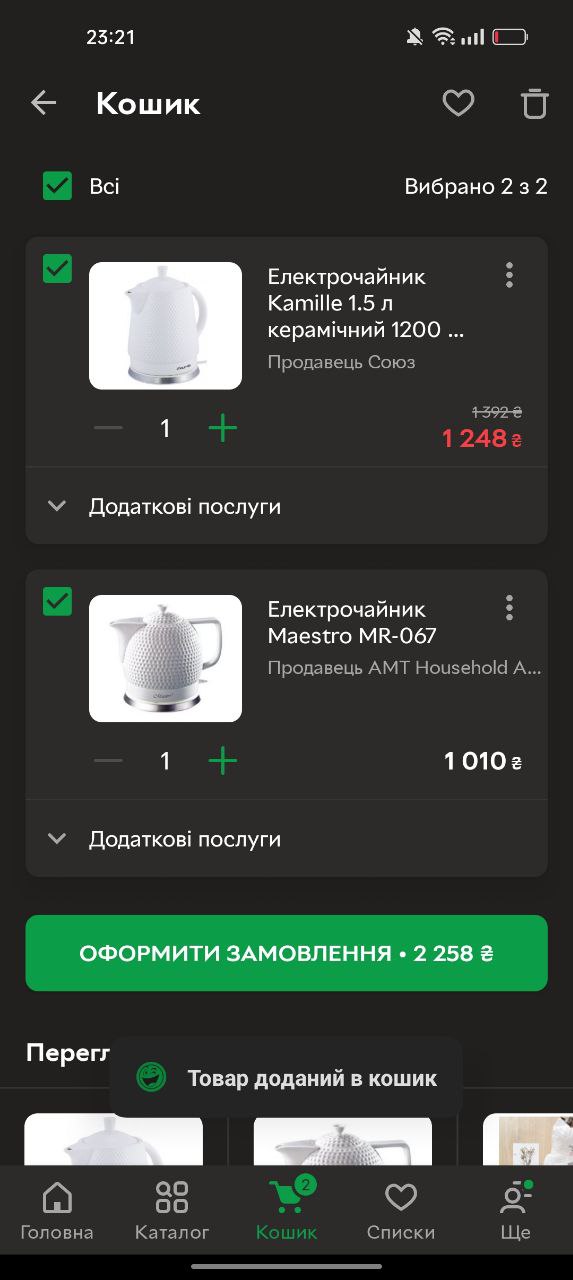 23:21
Кошик
Всі
Вибрано 2 з 2
Електрочайник
Kamille 1.5 л
керамічний 1200 ...
Продавець Союз
1 392 ₴
1
1 248 ₴
Додаткові послуги
Електрочайник
Maestro MR-067
Продавець AMT Household A...
1
1 010 ₴
Додаткові послуги
ОФОРМИТИ ЗАМОВЛЕННЯ • 2 258 ₴
Перегл
Товар доданий в кошик
2
Головна
Каталог
Кошик
Списки
Ще